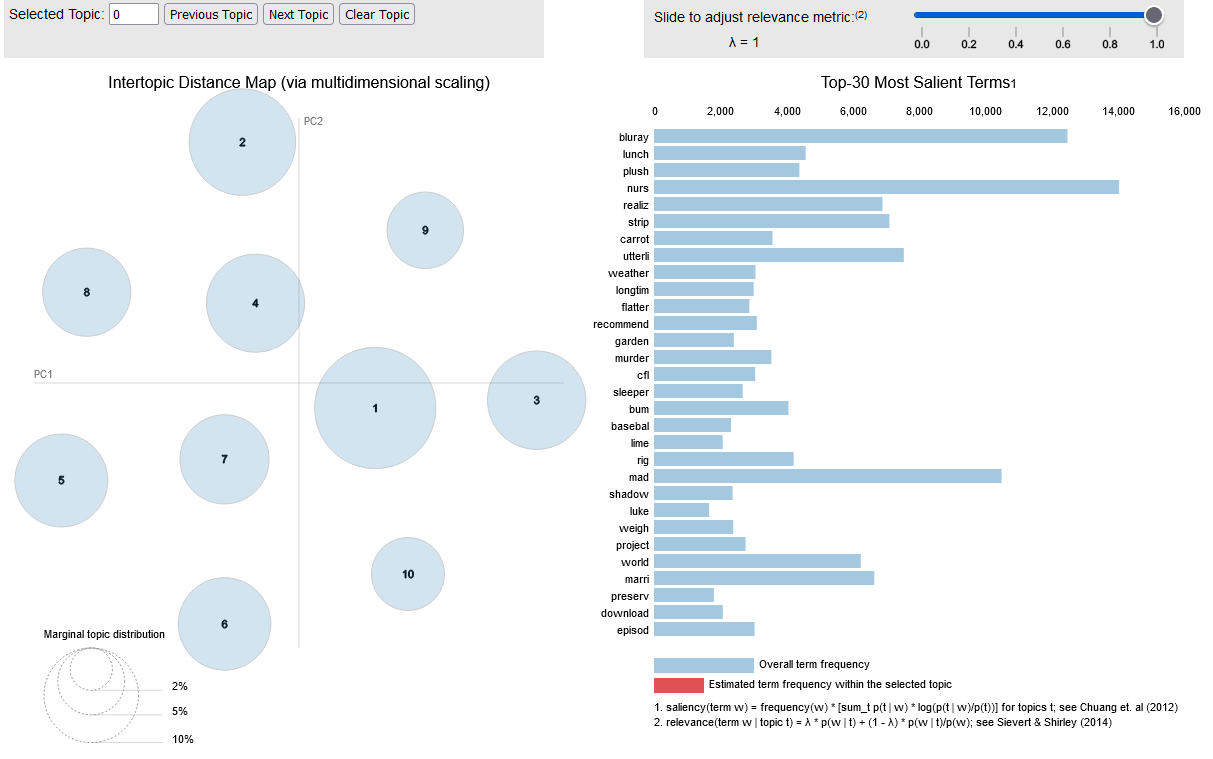 Selected Topic: 0 Previous Topic Next Topic Clear Topic
Slide to adjust relevance metric:(2)
λ = 1
0.0 0.2 0.4 0.6 0.8 1.0
Intertopic Distance Map (via multidimensional scaling)
PC2
PC1
2
9
8
4
1
3
7
5
10
6
Marginal topic distribution
2%
5%
10%
Top-30 Most Salient Terms1
0 2,000 4,000 6,000 8,000 10,000 12,000 14,000 16,000
bluray
lunch
plush
nurs
realiz
strip
carrot
utterli
weather
longtim
flatter
recommend
garden
murder
cfl
sleeper
bum
basebal
lime
rig
mad
shadow
luke
weigh
project
world
marri
preserv
download
episod
Overall term frequency
Estimated term frequency within the selected topic
1. saliency(term w) = frequency(w) * [sum_t p(t | w) * log(p(t | w)/p(t))] for topics t; see Chuang et. al (2012)
2. relevance(term w | topic t) = λ * p(w | t) + (1 - λ) * p(w | t)/p(w); see Sievert & Shirley (2014)